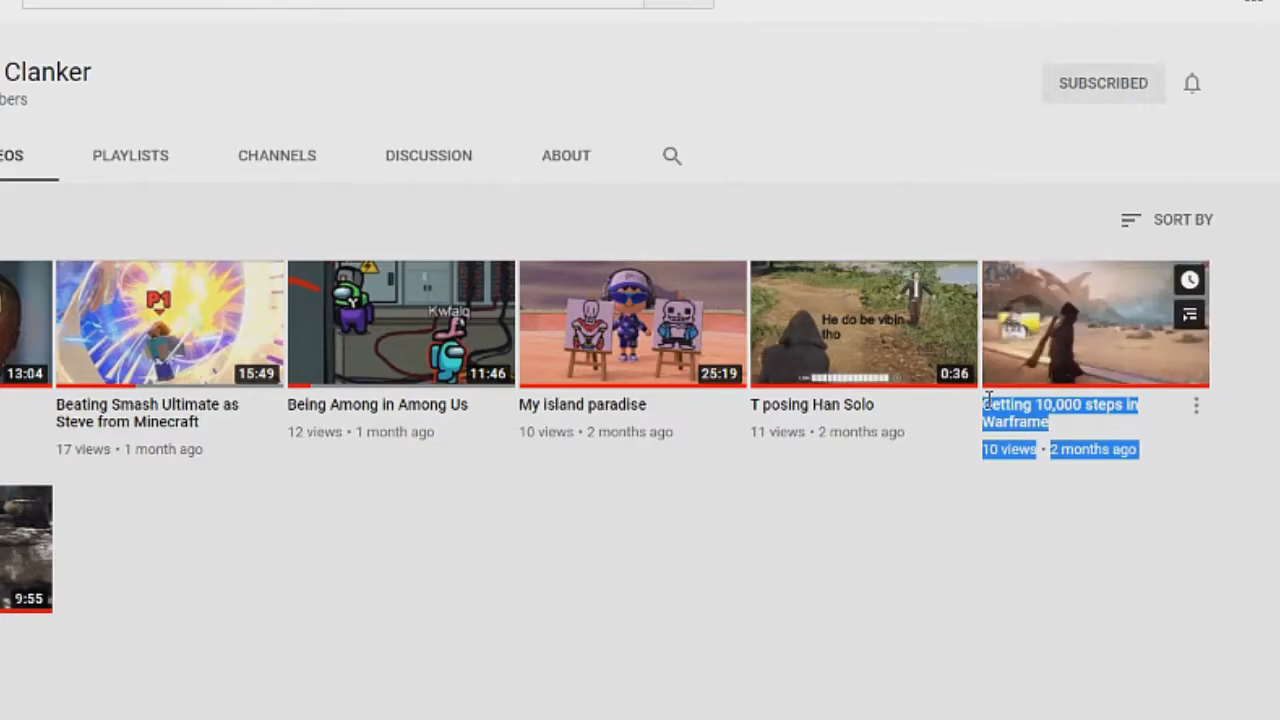 Clanker
bers
SUBSCRIBED
EOS
PLAYLISTS
CHANNELS
DISCUSSION
ABOUT
SORT BY
P1
Kwfalq
He do be vibin
tho
13:04
15:49
11:46
25:19
0:36
Beating Smash Ultimate as
Steve from Minecraft
17 views • 1 month ago
Being Among in Among Us
12 views • 1 month ago
My island paradise
10 views • 2 months ago
T posing Han Solo
11 views • 2 months ago
Getting 10,000 steps in
Warframe
10 views • 2 months ago
9:55